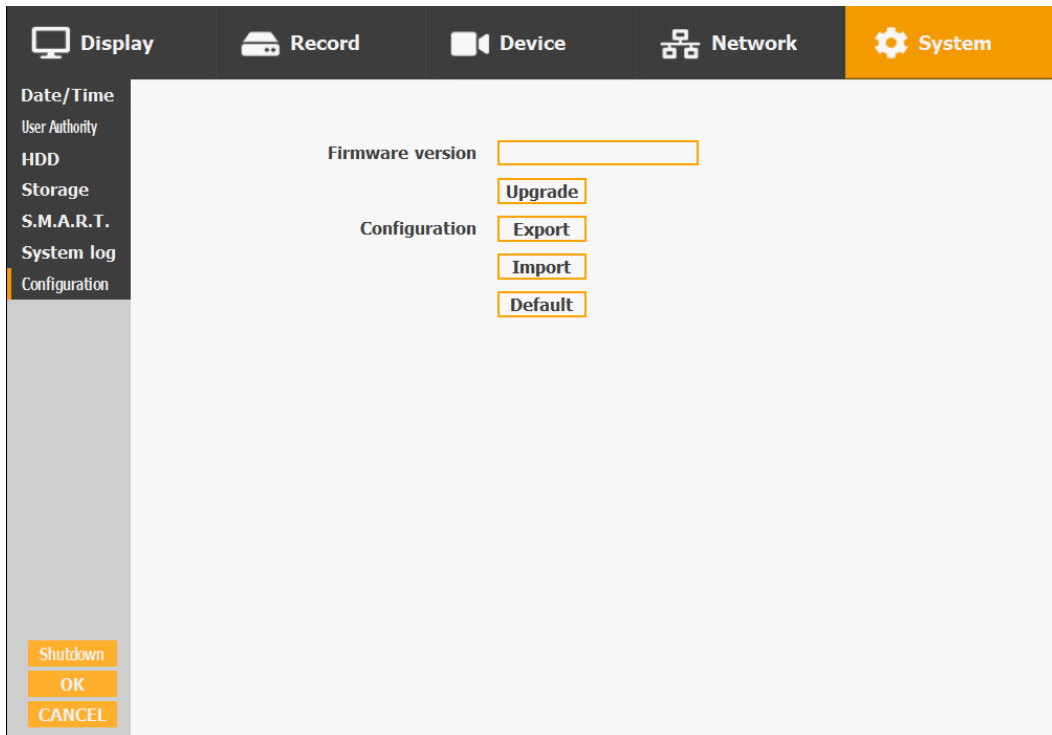 Display Record Device Network System
Date/Time
User Authority
HDD
Storage
S.M.A.R.T.
System log
Configuration
Firmware version
Upgrade
Configuration Export
Import
Default
Shutdown
OK
CANCEL